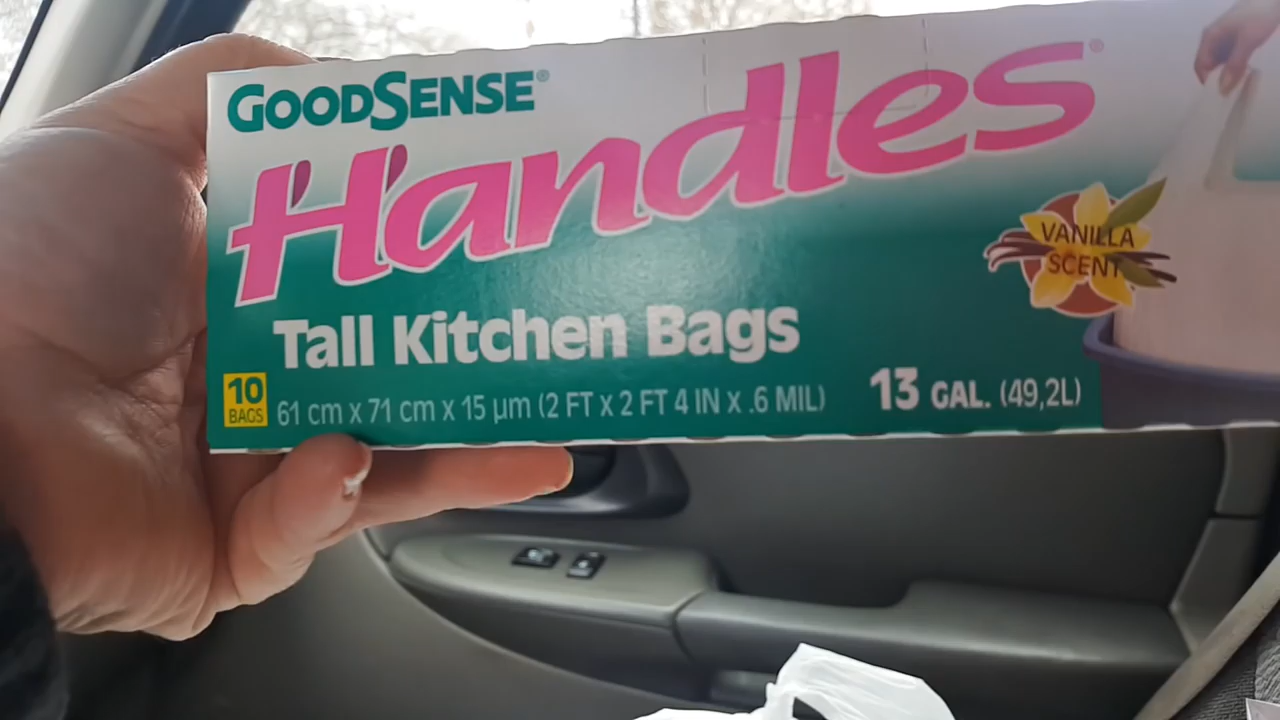 GOODSENSE®
Handles®
VANILLA
SCENT
Tall Kitchen Bags
10
BAGS
61 cm x 71 cm x 15 µm (2 FT x 2 FT 4 IN x .6 MIL)
13 GAL. (49,2L)